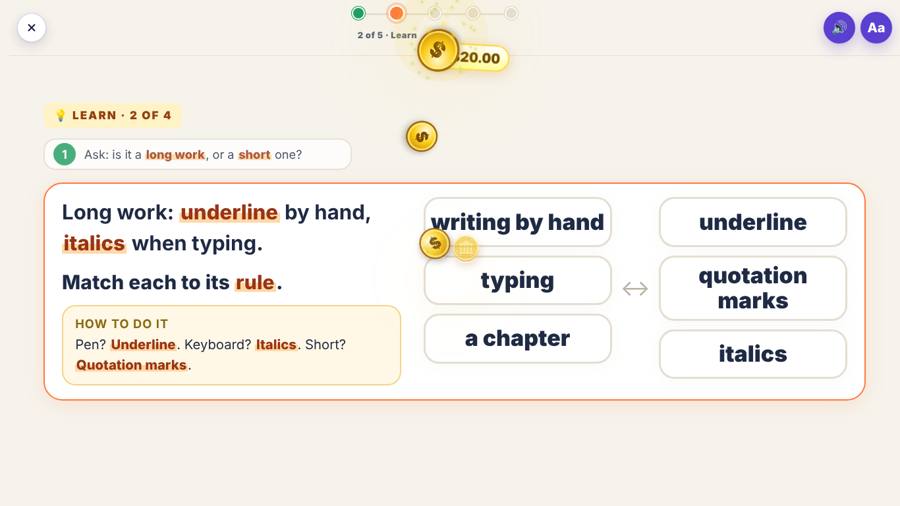 ✕
2 of 5 · Learn
20.00
Aa
LEARN · 2 OF 4
1 Ask: is it a long work, or a short one?
Long work: underline by hand,
italics when typing.
Match each to its rule.
HOW TO DO IT
Pen? Underline. Keyboard? Italics. Short?
Quotation marks.
writing by hand
typing
a chapter
underline
quotation
marks
italics